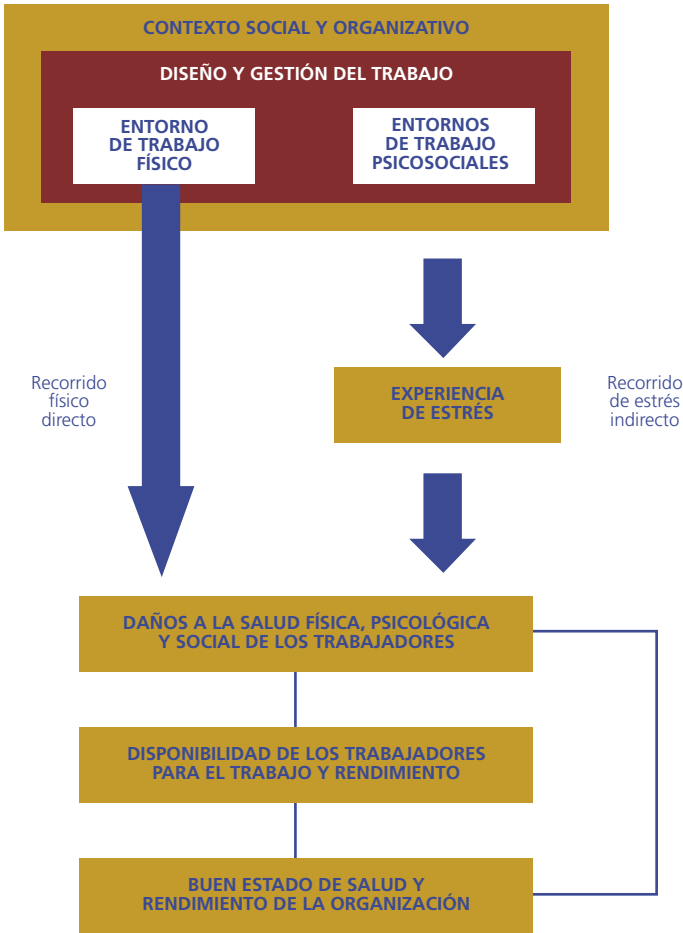 CONTEXTO SOCIAL Y ORGANIZATIVO
DISEÑO Y GESTIÓN DEL TRABAJO
ENTORNO
DE TRABAJO
FÍSICO
ENTORNOS
DE TRABAJO
PSICOSOCIALES
Recorrido
físico
directo
EXPERIENCIA
DE ESTRÉS
Recorrido
de estrés
indirecto
DAÑOS A LA SALUD FÍSICA, PSICOLÓGICA
Y SOCIAL DE LOS TRABAJADORES
DISPONIBILIDAD DE LOS TRABAJADORES
PARA EL TRABAJO Y RENDIMIENTO
BUEN ESTADO DE SALUD Y
RENDIMIENTO DE LA ORGANIZACIÓN